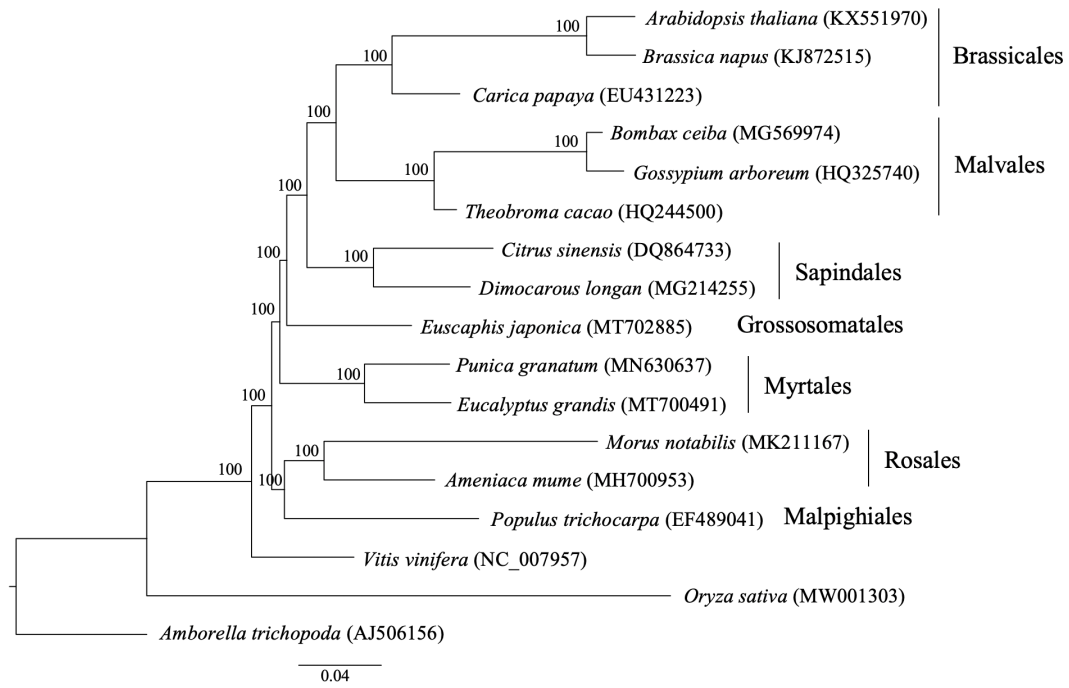 Arabidopsis thaliana (KX551970)
100
Brassica napus (KJ872515)
Brassicales
100
Carica papaya (EU431223)
100
Bombax ceiba (MG569974)
100
Gossypium arboreum (HQ325740)
Malvales
100
Theobroma cacao (HQ244500)
100
Citrus sinensis (DQ864733)
100
100
Sapindales
Dimocarous longan (MG214255)
100
Euscaphis japonica (MT702885) Grossosomatales
Punica granatum (MN630637)
100
Myrtales
100
Eucalyptus grandis (MT700491)
Morus notabilis (MK211167)
100
Rosales
100
100
Ameniaca mume (MH700953)
Populus trichocarpa (EF489041) Malpighiales
Vitis vinifera (NC_007957)
Oryza sativa (MW001303)
Amborella trichopoda (AJ506156)
0.04